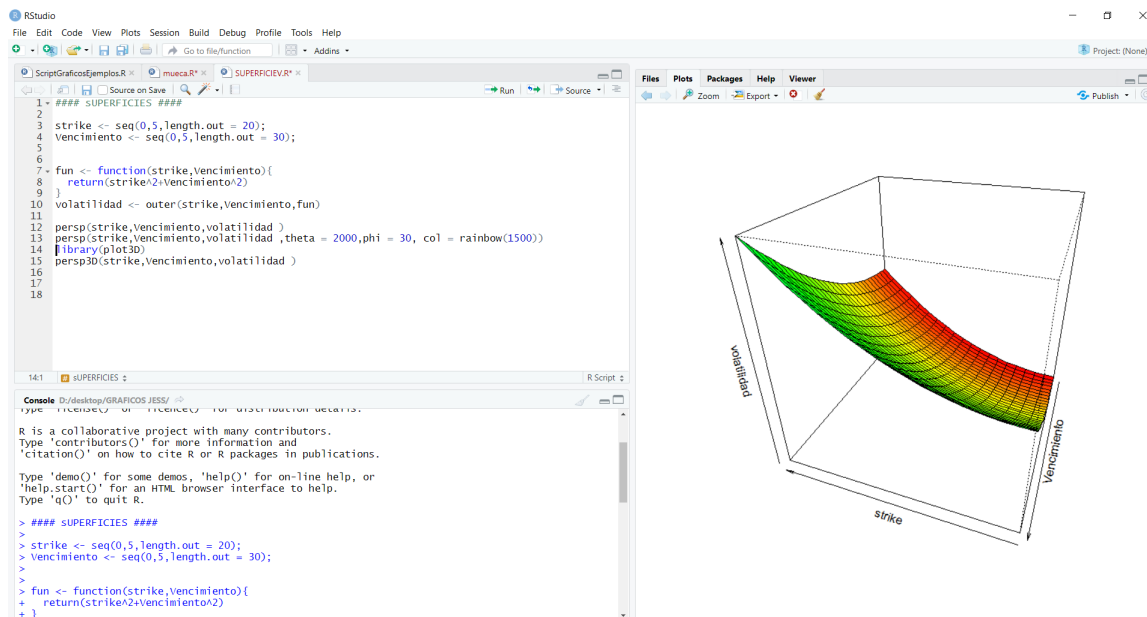 RStudio
File Edit Code View Plots Session Build Debug Profile Tools Help
Go to file/function
Addins
Project: (None)
ScriptGraficosEjemplos.R
mueca.R*
SUPERFICIEV.R*
Source on Save
Run
Source
1 #### sUPERFICIES ####
2
3 strike <- seq(0,5,length.out = 20);
4 Vencimiento <- seq(0,5,length.out = 30);
5
6
7 fun <- function(strike,Vencimiento){
8 return(strike^2+Vencimiento^2)
9 }
10 volatilidad <- outer(strike,Vencimiento,fun)
11
12 persp(strike,Vencimiento,volatilidad )
13 persp(strike,Vencimiento,volatilidad ,theta = 2000,phi = 30, col = rainbow(1500))
14 library(plot3D)
15 persp3D(strike,Vencimiento,volatilidad )
16
17
18
14:1 # sUPERFICIES R Script
Console D:/desktop/GRAFICOS JESS/
Type 'license()' or 'licence()' for distribution details.
R is a collaborative project with many contributors.
Type 'contributors()' for more information and
'citation()' on how to cite R or R packages in publications.
Type 'demo()' for some demos, 'help()' for on-line help, or
'help.start()' for an HTML browser interface to help.
Type 'q()' to quit R.
> #### sUPERFICIES ####
>
> strike <- seq(0,5,length.out = 20);
> Vencimiento <- seq(0,5,length.out = 30);
>
>
> fun <- function(strike,Vencimiento){
+ return(strike^2+Vencimiento^2)
+ }
Files Plots Packages Help Viewer
Zoom Export Publish
volatilidad
strike
Vencimiento